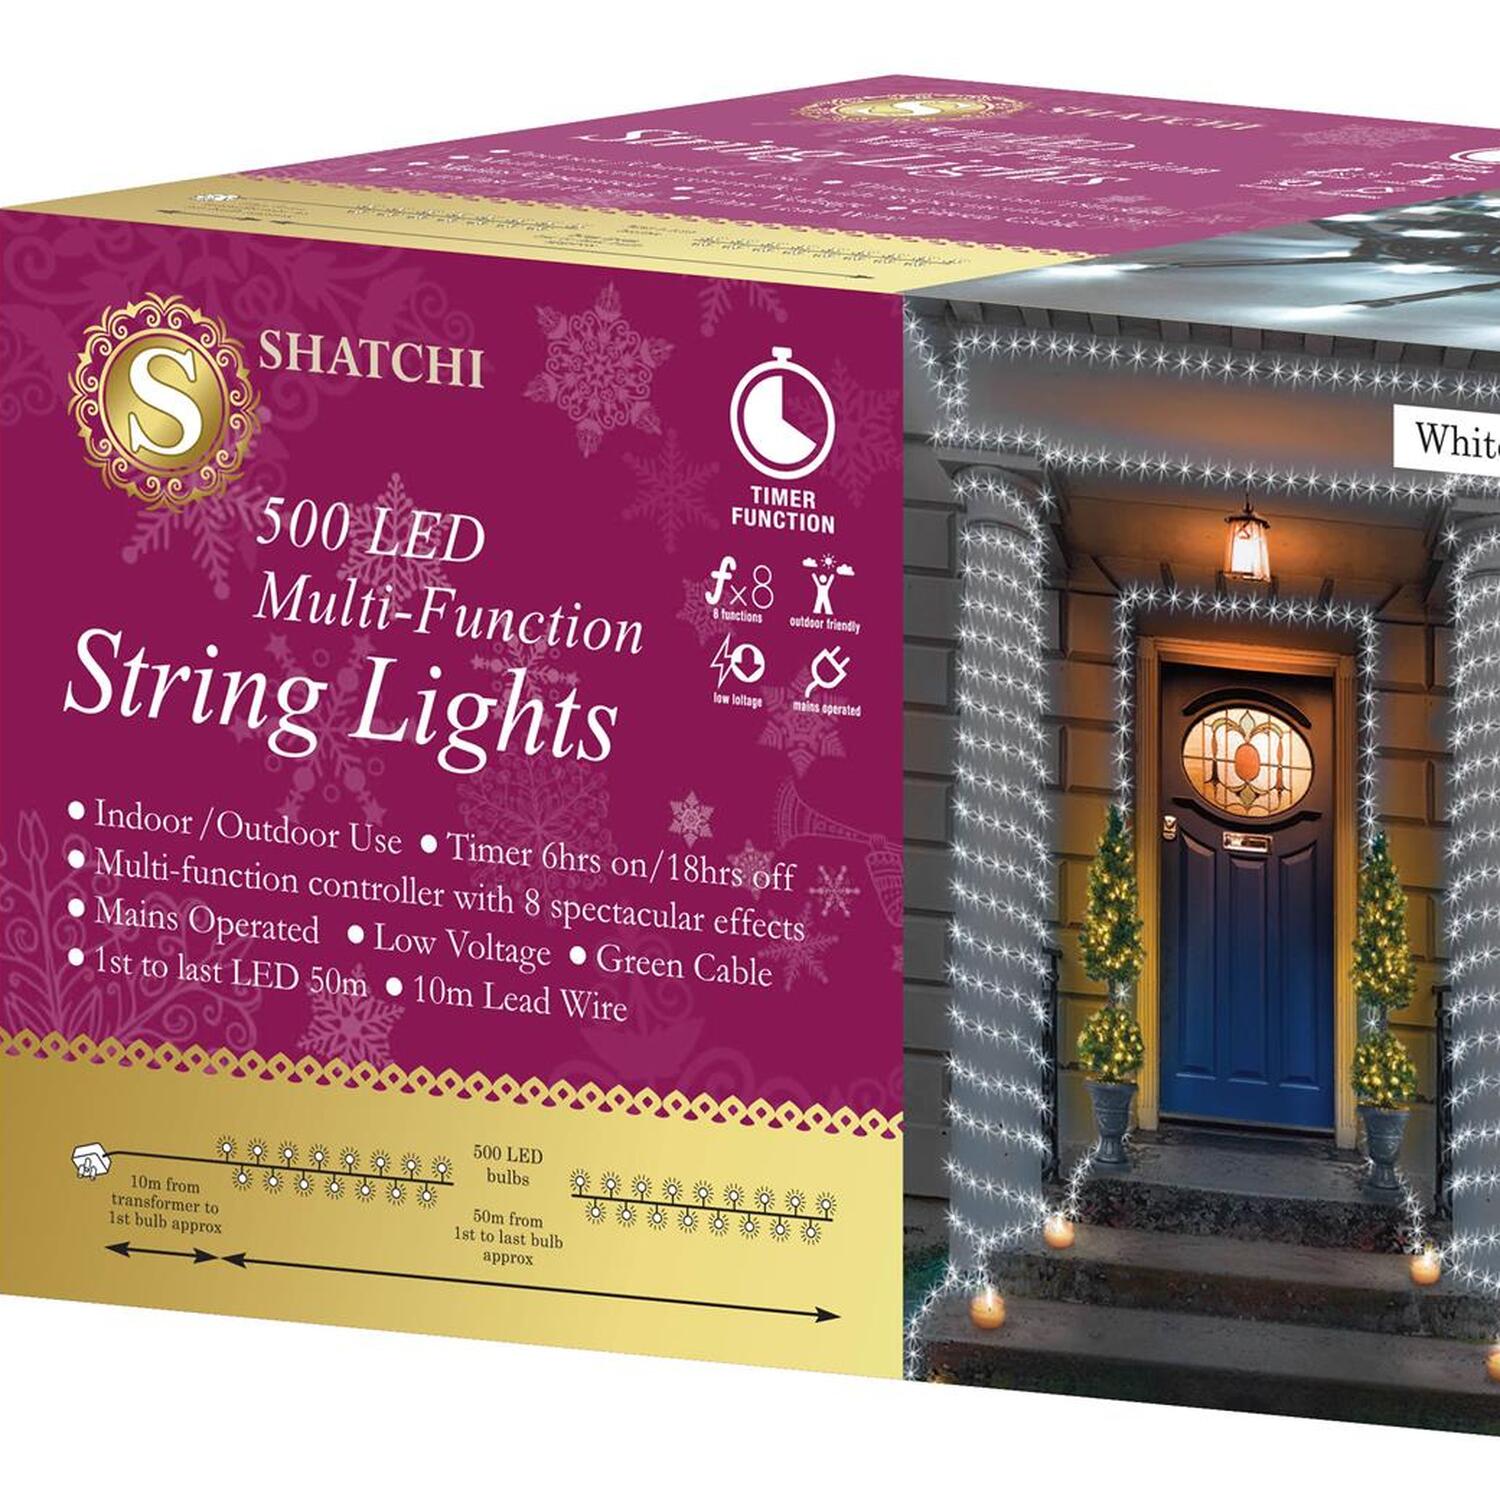 SHATCHI
String Lights
S
SHATCHI
500 LED
Multi-Function
String Lights
TIMER
FUNCTION
fx8
8 functions
outdoor friendly
low loltage
mains operated
• Indoor /Outdoor Use • Timer 6hrs on/18hrs off
• Multi-function controller with 8 spectacular effects
• Mains Operated • Low Voltage • Green Cable
• 1st to last LED 50m • 10m Lead Wire
10m from
transformer to
1st bulb approx
500 LED
bulbs
50m from
1st to last bulb
approx
White